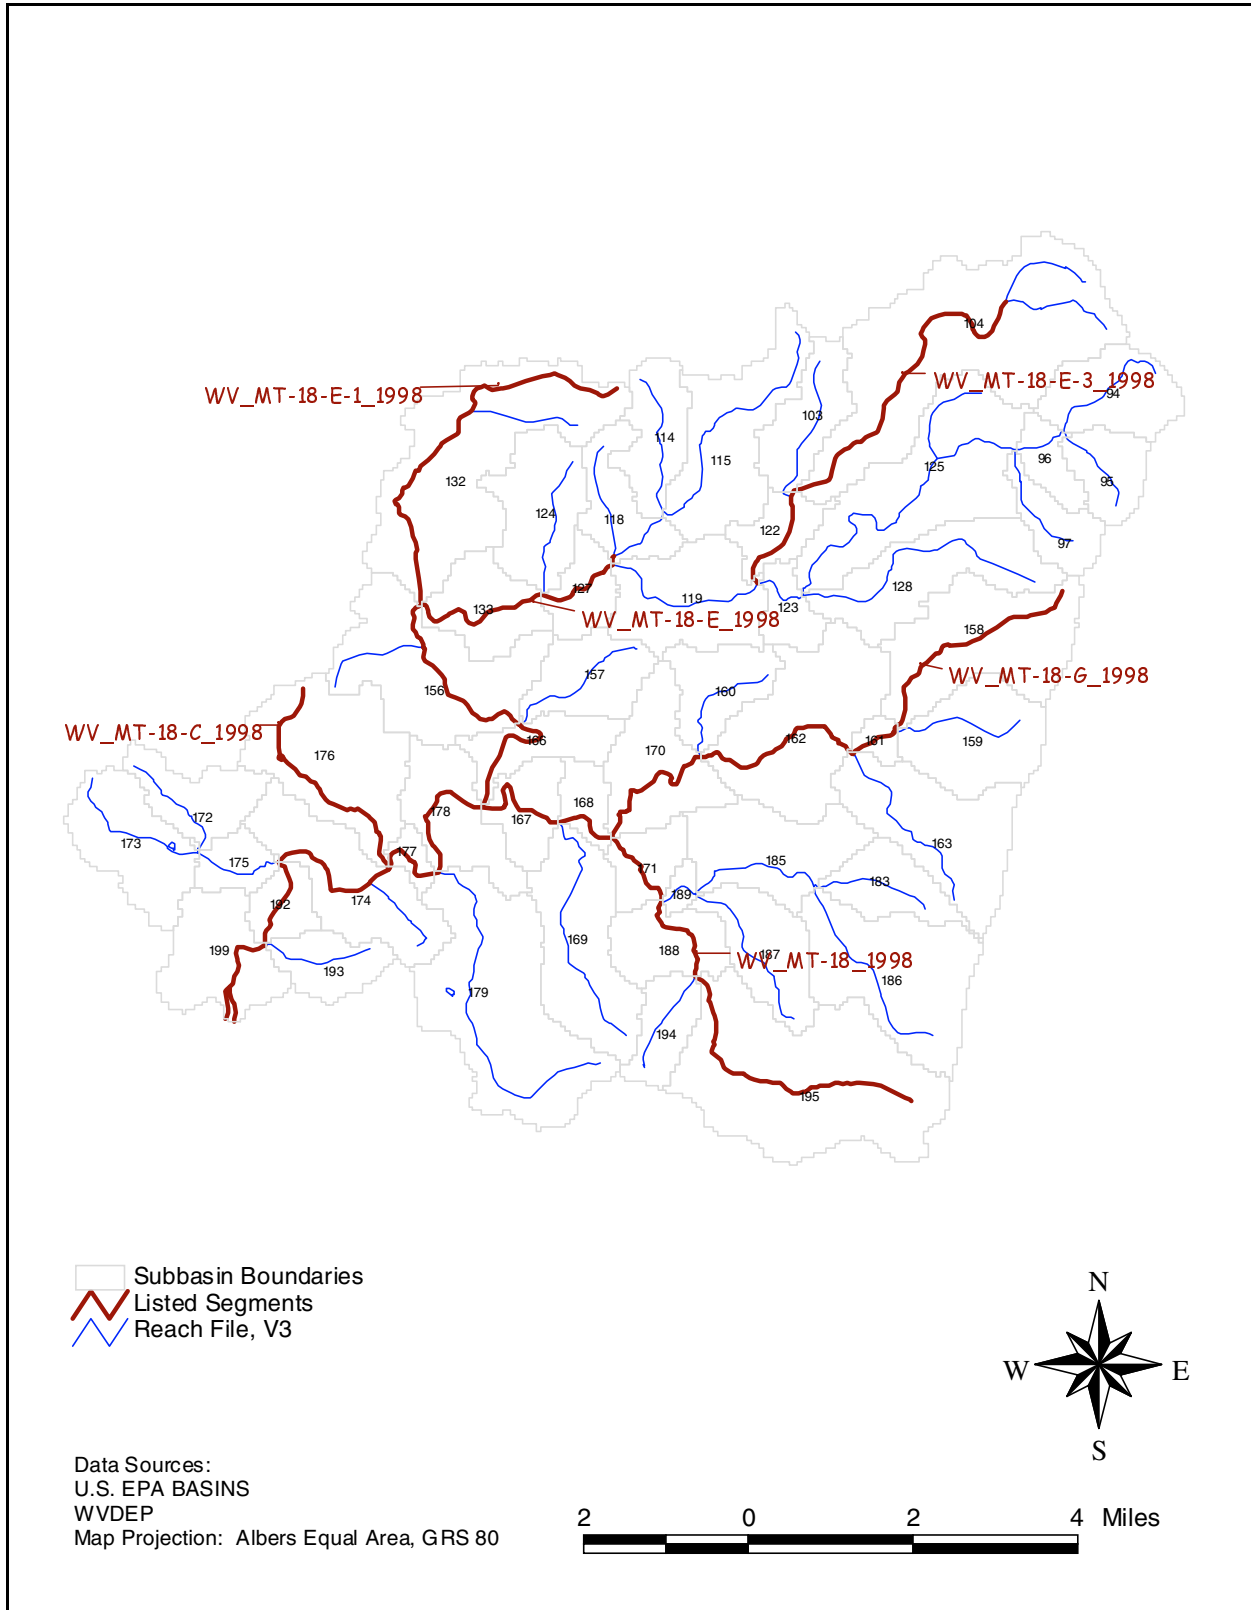 104
WV_MT-18-E-3_1998
WV_MT-18-E-1_1998
94
103
114
115
125
96
132
95
124
118
122
97
128
127
119
123
133
WV_MT-18-E_1998
158
157
WV_MT-18-G_1998
156
160
WV_MT-18-C_1998
166
162
161
159
176
170
168
178
167
172
173
163
177
175
171
185
183
189
174
192
169
199
188
187
WV_MT-18_1998
193
179
186
194
195
Subbasin Boundaries
Listed Segments
Reach File, V3
N
W
E
S
Data Sources:
U.S. EPA BASINS
WVDEP
Map Projection: Albers Equal Area, GRS 80
2 0 2 4 Miles